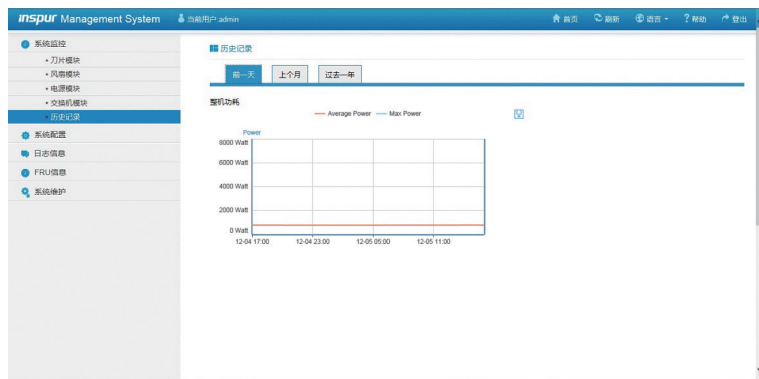 inspur Management System 当前用户:admin 首页 刷新 语言 ? 帮助 登出
系统监控
• 刀片模块
• 风扇模块
• 电源模块
• 交换机模块
• 历史记录
系统配置
日志信息
FRU信息
系统维护
历史记录
前一天 上个月 过去一年
整机功耗
Average Power Max Power
Power
8000 Watt
6000 Watt
4000 Watt
2000 Watt
0 Watt
12-04 17:00 12-04 23:00 12-05 05:00 12-05 11:00